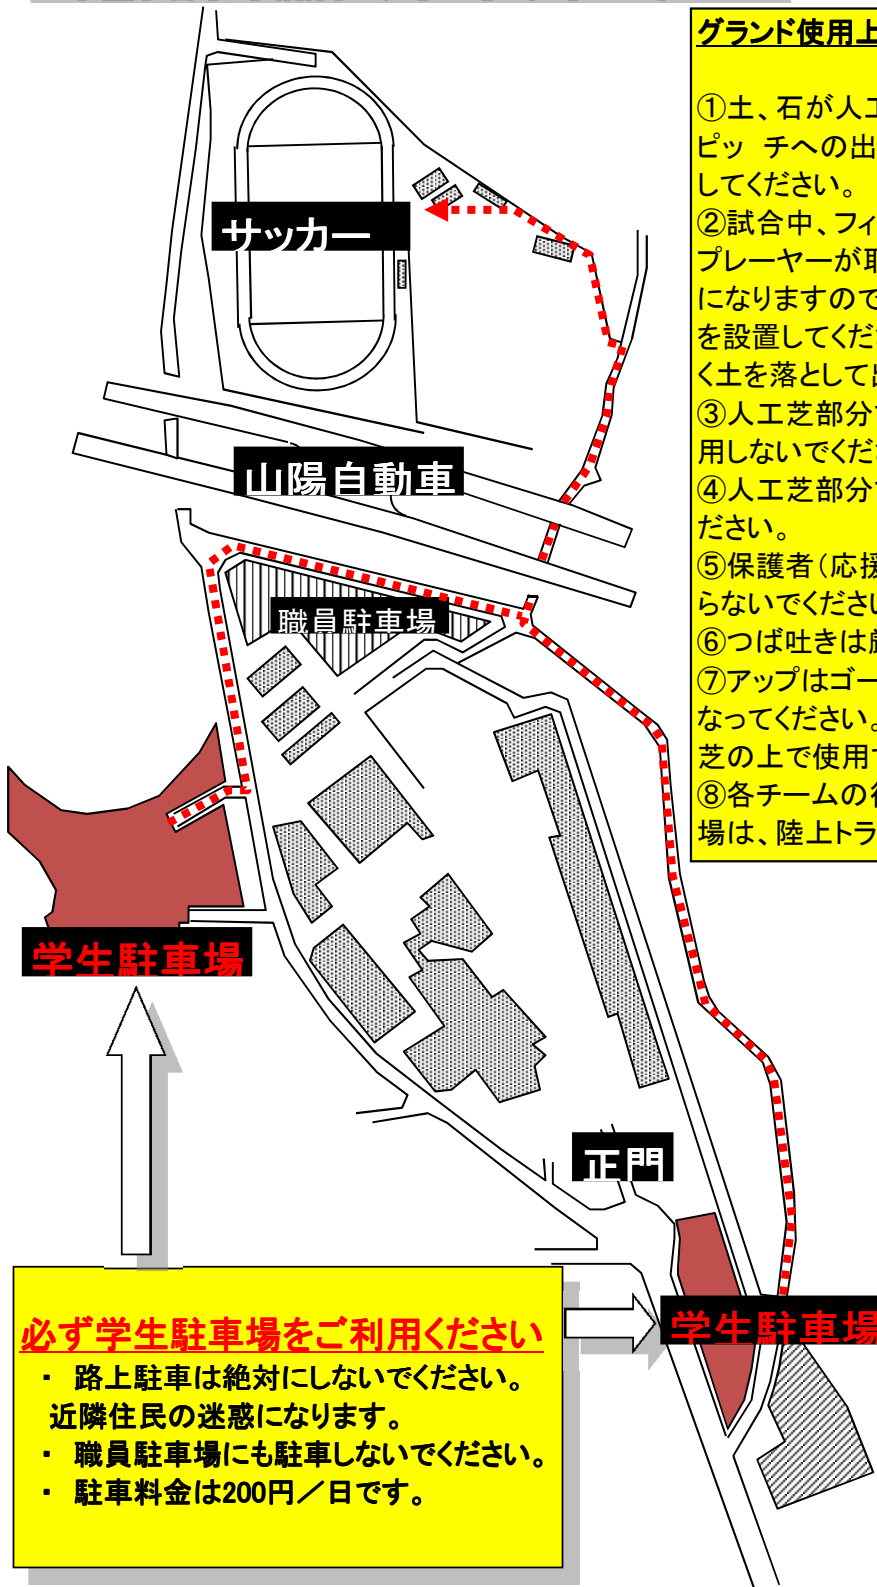 グランド使用上
①土、石が人工
ピッ チへの出
してください。
②試合中、フィ
プレーヤーが耳
になりますので
を設置してくだ
く土を落として出
③人工芝部分で
用しないでくだ
④人工芝部分で
ださい。
⑤保護者（応援
らないでください
⑥つば吐きは厳
⑦アップはゴー
なってください。
芝の上で使用で
⑧各チームの待
場は、陸上トラ
サッカー
山陽自動車
職員駐車場
学生駐車場
正門
学生駐車場
必ず学生駐車場をご利用ください
・ 路上駐車は絶対にしないでください。
近隣住民の迷惑になります。
・ 職員駐車場にも駐車しないでください。
・ 駐車料金は200円／日です。